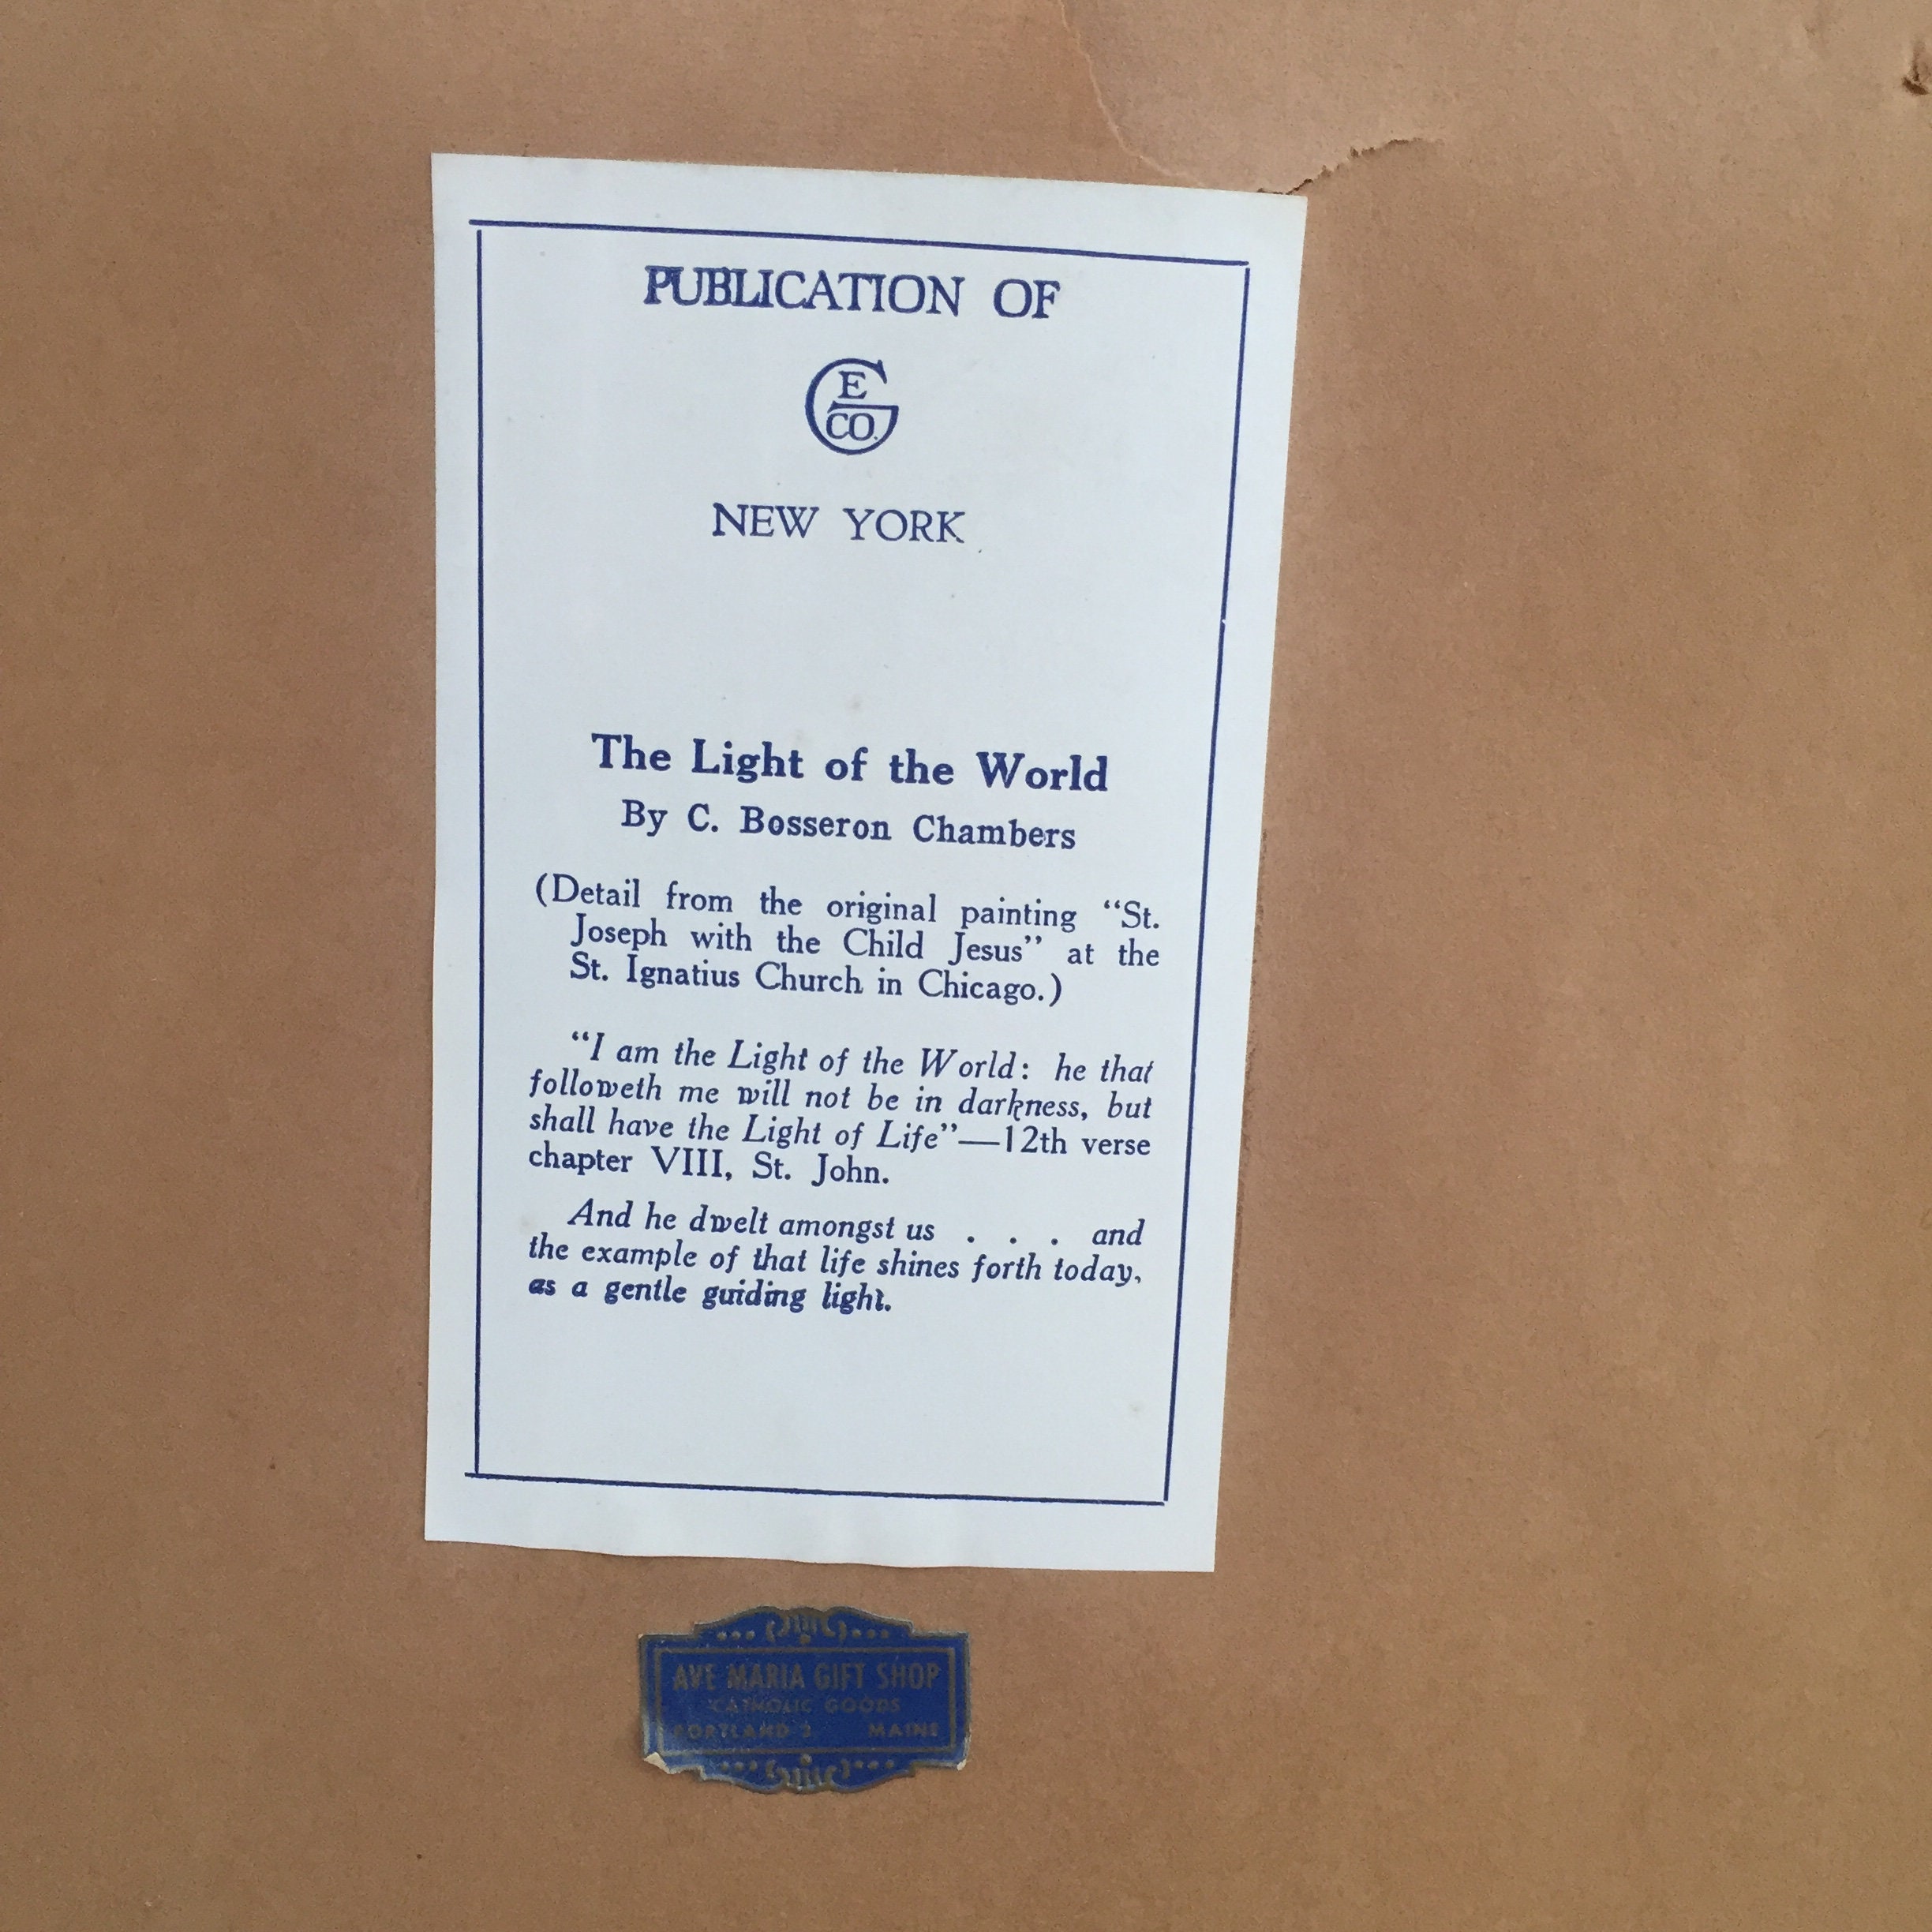 PUBLICATION OF
G E CO.
NEW YORK
The Light of the World
By C. Bosseron Chambers
(Detail from the original painting “St.
Joseph with the Child Jesus” at the
St. Ignatius Church in Chicago.)
“I am the Light of the World: he that
followeth me will not be in darkness, but
shall have the Light of Life”—12th verse
chapter VIII, St. John.
And he dwelt amongst us . . . and
the example of that life shines forth today,
as a gentle guiding light.
AVE MARIA GIFT SHOP
CATHOLIC GOODS
PORTLAND 3 MAINE